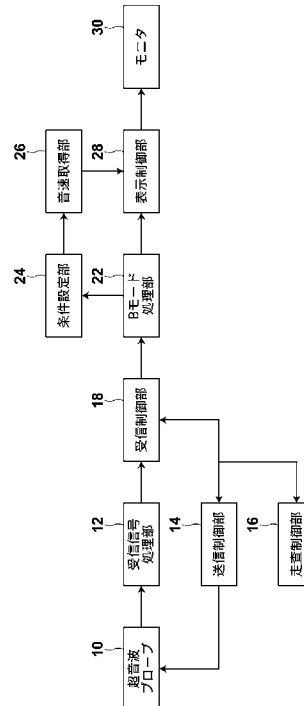 10
超音波
プローブ
12
受信信号
処理部
14
送信制御部
16
走査制御部
18
受信制御部
22
Bモード
処理部
24
条件設定部
26
音速取得部
28
表示制御部
30
モニタ